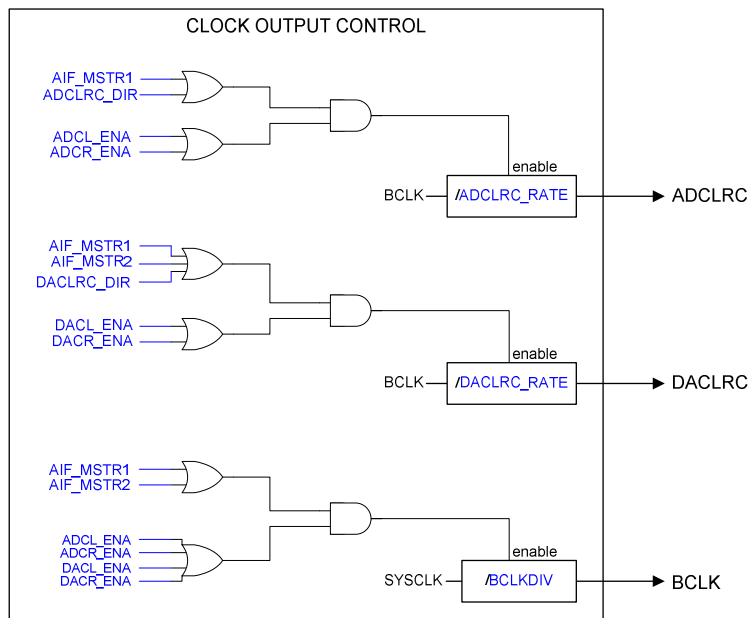 CLOCK OUTPUT CONTROL
AIF_MSTR1
ADCLRC_DIR
ADCL_ENA
ADCR_ENA
enable
BCLK
/ADCLRC_RATE
ADCLRC
AIF_MSTR1
AIF_MSTR2
DACLRC_DIR
DACL_ENA
DACR_ENA
enable
BCLK
/DACLRC_RATE
DACLRC
AIF_MSTR1
AIF_MSTR2
ADCL_ENA
ADCR_ENA
DACL_ENA
DACR_ENA
enable
SYSCLK
/BCLKDIV
BCLK